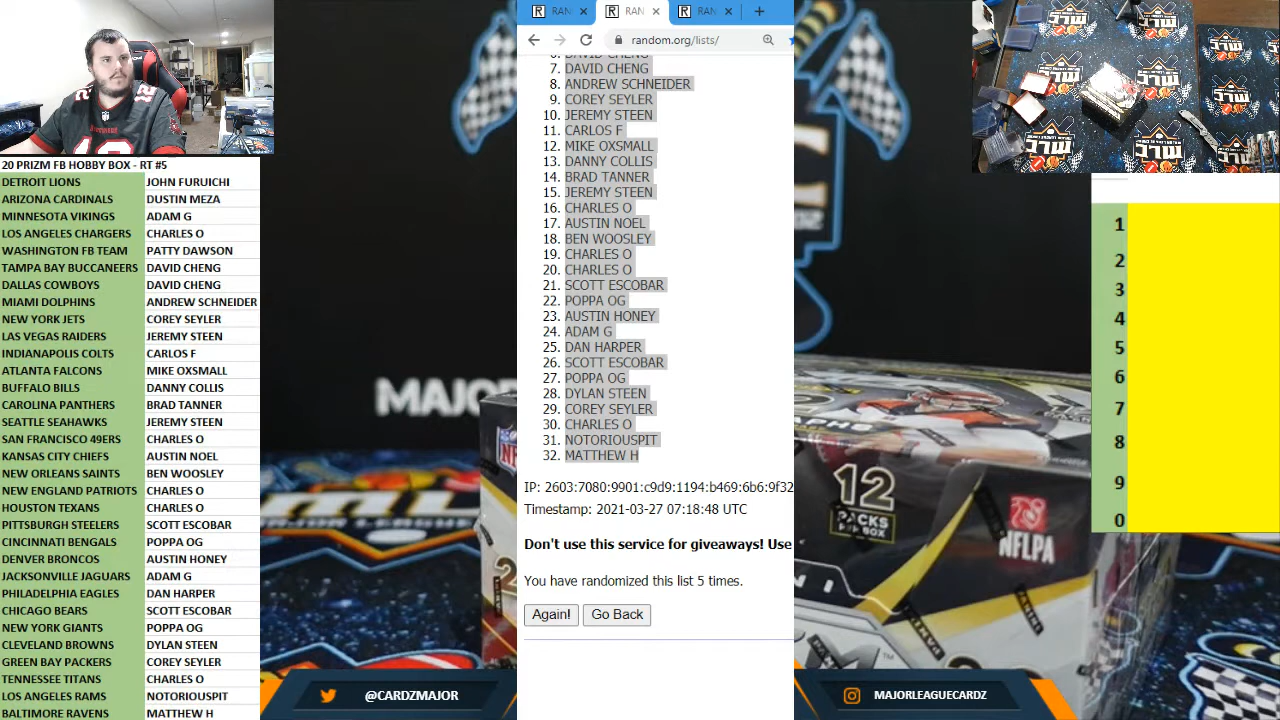 20 PRIZM FB HOBBY BOX - RT #5
DETROIT LIONS JOHN FURUICHI
ARIZONA CARDINALS DUSTIN MEZA
MINNESOTA VIKINGS ADAM G
LOS ANGELES CHARGERS CHARLES O
WASHINGTON FB TEAM PATTY DAWSON
TAMPA BAY BUCCANEERS DAVID CHENG
DALLAS COWBOYS DAVID CHENG
MIAMI DOLPHINS ANDREW SCHNEIDER
NEW YORK JETS COREY SEYLER
LAS VEGAS RAIDERS JEREMY STEEN
INDIANAPOLIS COLTS CARLOS F
ATLANTA FALCONS MIKE OXSMALL
BUFFALO BILLS DANNY COLLIS
CAROLINA PANTHERS BRAD TANNER
SEATTLE SEAHAWKS JEREMY STEEN
SAN FRANCISCO 49ERS CHARLES O
KANSAS CITY CHIEFS AUSTIN NOEL
NEW ORLEANS SAINTS BEN WOOSLEY
NEW ENGLAND PATRIOTS CHARLES O
HOUSTON TEXANS CHARLES O
PITTSBURGH STEELERS SCOTT ESCOBAR
CINCINNATI BENGALS POPPA OG
DENVER BRONCOS AUSTIN HONEY
JACKSONVILLE JAGUARS ADAM G
PHILADELPHIA EAGLES DAN HARPER
CHICAGO BEARS SCOTT ESCOBAR
NEW YORK GIANTS POPPA OG
CLEVELAND BROWNS DYLAN STEEN
GREEN BAY PACKERS COREY SEYLER
TENNESSEE TITANS CHARLES O
LOS ANGELES RAMS NOTORIOUSPIT
BALTIMORE RAVENS MATTHEW H
MAJOR
@CARDZMAJOR
R RAN × R RAN × R RAN × +
random.org/lists/
6. DAVID CHENG
7. DAVID CHENG
8. ANDREW SCHNEIDER
9. COREY SEYLER
10. JEREMY STEEN
11. CARLOS F
12. MIKE OXSMALL
13. DANNY COLLIS
14. BRAD TANNER
15. JEREMY STEEN
16. CHARLES O
17. AUSTIN NOEL
18. BEN WOOSLEY
19. CHARLES O
20. CHARLES O
21. SCOTT ESCOBAR
22. POPPA OG
23. AUSTIN HONEY
24. ADAM G
25. DAN HARPER
26. SCOTT ESCOBAR
27. POPPA OG
28. DYLAN STEEN
29. COREY SEYLER
30. CHARLES O
31. NOTORIOUSPIT
32. MATTHEW H
IP: 2603:7080:9901:c9d9:1194:b469:6b6:9f32
Timestamp: 2021-03-27 07:18:48 UTC
Don't use this service for giveaways! Use
You have randomized this list 5 times.
Again! Go Back
12
PACKS
PER BOX
NFLPA
MAJORLEAGUECARDZ
1
2
3
4
5
6
7
8
9
0